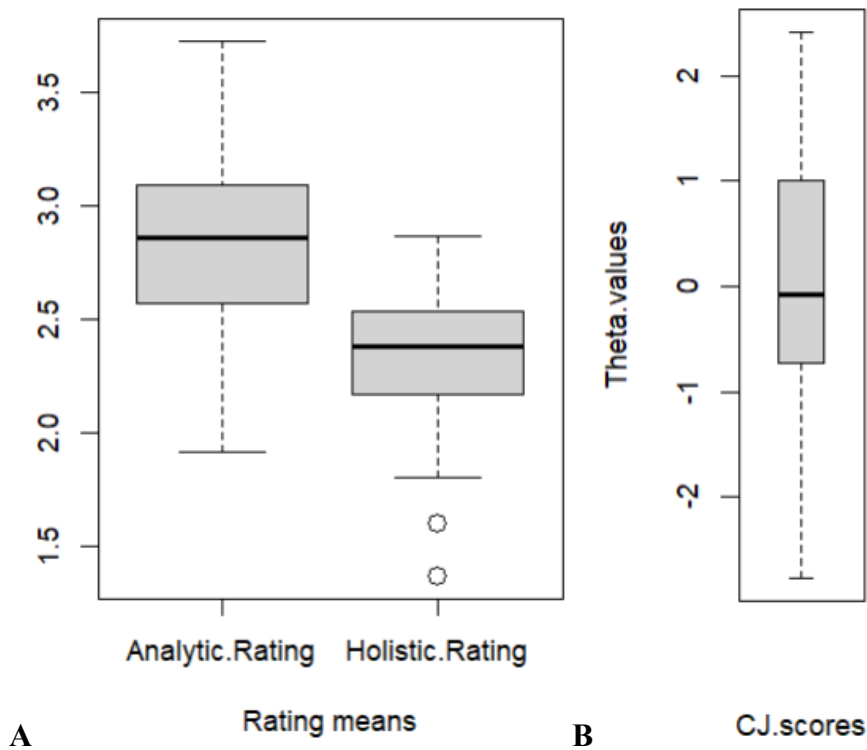 3.5
3.0
2.5
2.0
1.5
Analytic.Rating Holistic.Rating
Rating means
A
2
1
0
-1
-2
Theta.values
CJ.scores
B